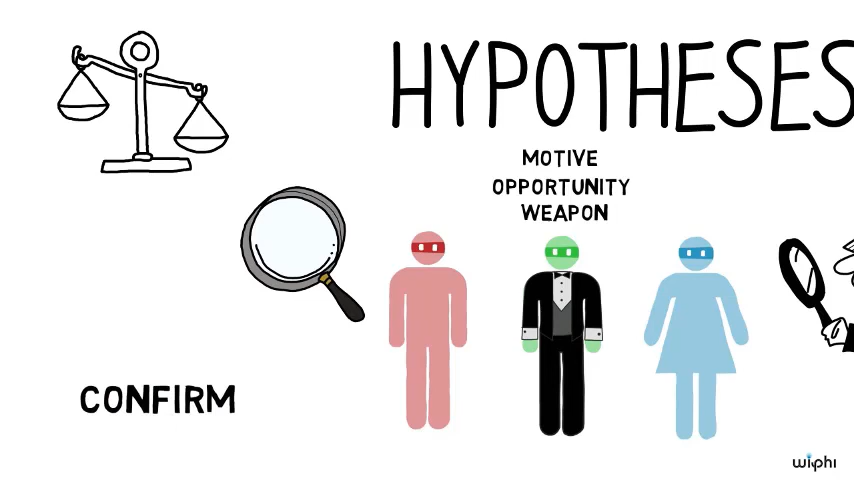 HYPOTHESES
MOTIVE
OPPORTUNITY
WEAPON
CONFIRM
wiphi